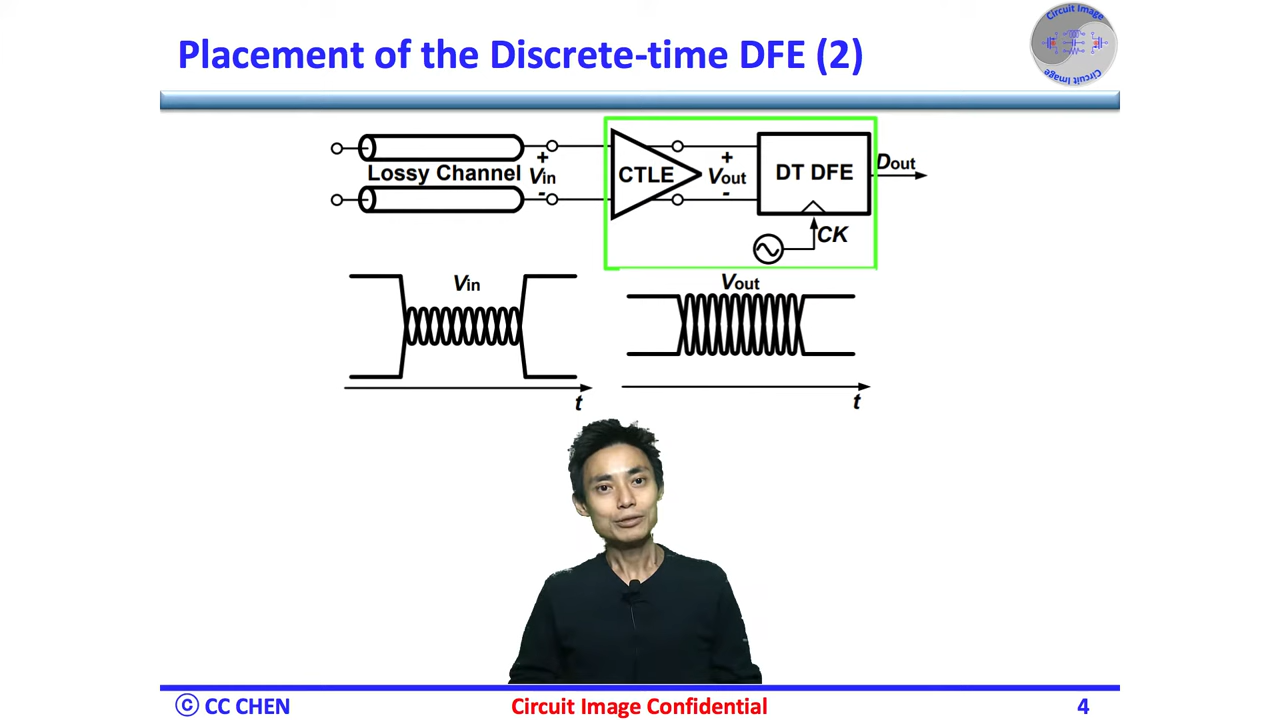 Placement of the Discrete-time DFE (2)
Circuit Image
Circuit Image
Lossy Channel
+
Vin
-
CTLE
+
Vout
-
DT DFE
Dout
CK
Vin
Vout
t
t
© CC CHEN
Circuit Image Confidential
4